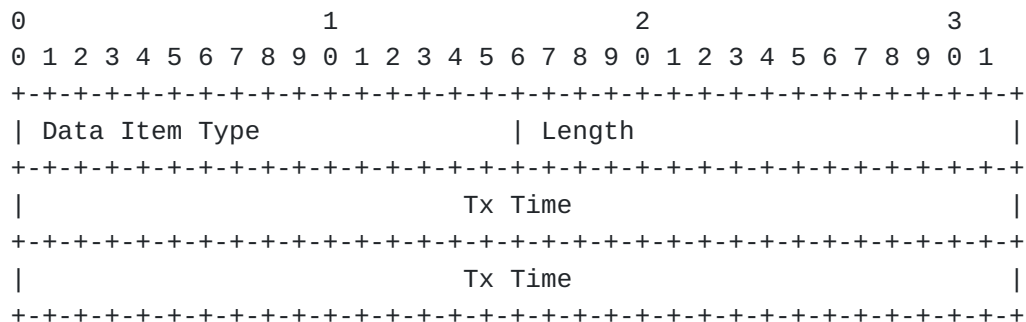 0                   1                   2                   3
0 1 2 3 4 5 6 7 8 9 0 1 2 3 4 5 6 7 8 9 0 1 2 3 4 5 6 7 8 9 0 1
+-+-+-+-+-+-+-+-+-+-+-+-+-+-+-+-+-+-+-+-+-+-+-+-+-+-+-+-+-+-+-+-+
| Data Item Type                | Length                        |
+-+-+-+-+-+-+-+-+-+-+-+-+-+-+-+-+-+-+-+-+-+-+-+-+-+-+-+-+-+-+-+-+
|                            Tx Time                            |
+-+-+-+-+-+-+-+-+-+-+-+-+-+-+-+-+-+-+-+-+-+-+-+-+-+-+-+-+-+-+-+-+
|                            Tx Time                            |
+-+-+-+-+-+-+-+-+-+-+-+-+-+-+-+-+-+-+-+-+-+-+-+-+-+-+-+-+-+-+-+-+